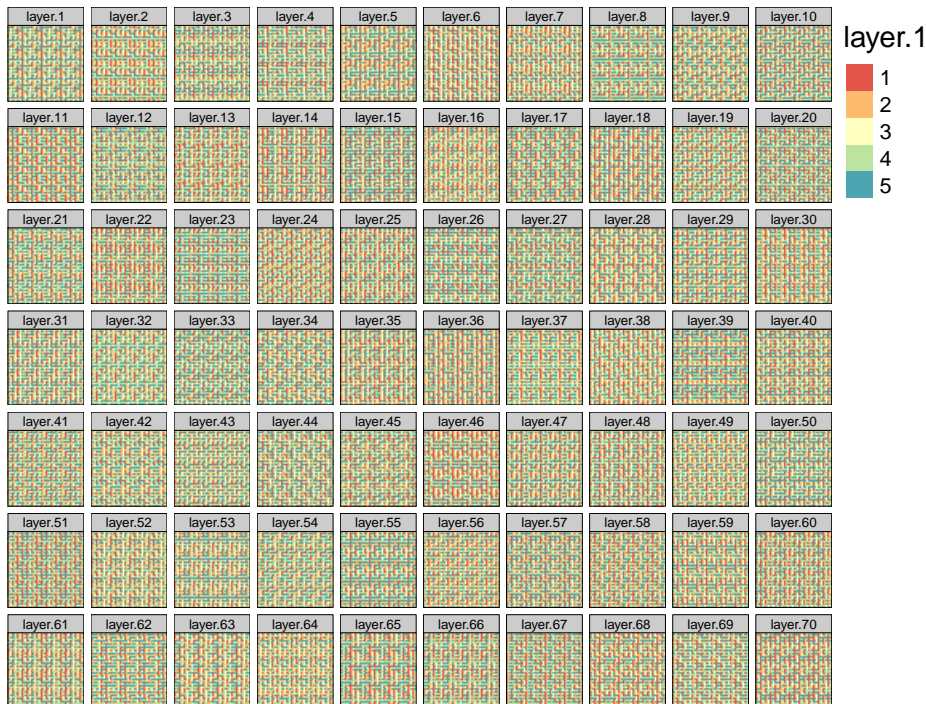 layer.1 layer.2 layer.3 layer.4 layer.5 layer.6 layer.7 layer.8 layer.9 layer.10
layer.11 layer.12 layer.13 layer.14 layer.15 layer.16 layer.17 layer.18 layer.19 layer.20
layer.21 layer.22 layer.23 layer.24 layer.25 layer.26 layer.27 layer.28 layer.29 layer.30
layer.31 layer.32 layer.33 layer.34 layer.35 layer.36 layer.37 layer.38 layer.39 layer.40
layer.41 layer.42 layer.43 layer.44 layer.45 layer.46 layer.47 layer.48 layer.49 layer.50
layer.51 layer.52 layer.53 layer.54 layer.55 layer.56 layer.57 layer.58 layer.59 layer.60
layer.61 layer.62 layer.63 layer.64 layer.65 layer.66 layer.67 layer.68 layer.69 layer.70
layer.1
1
2
3
4
5